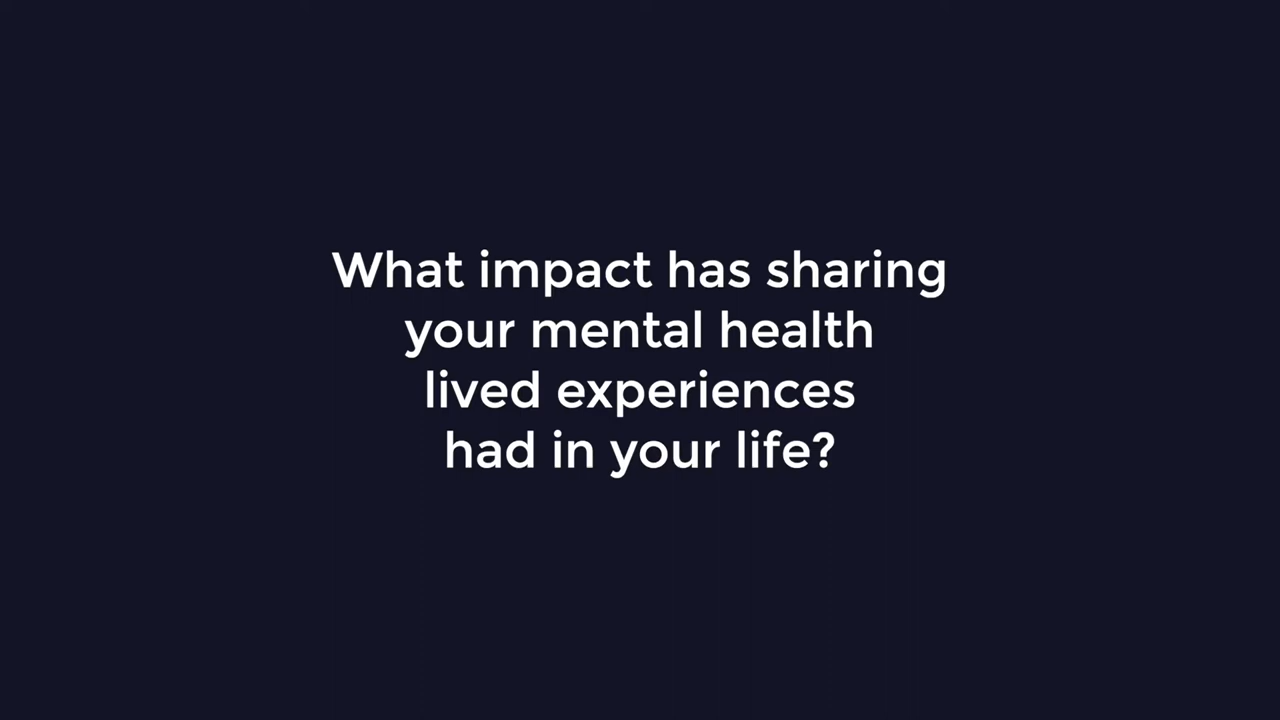 What impact has sharing
your mental health
lived experiences
had in your life?